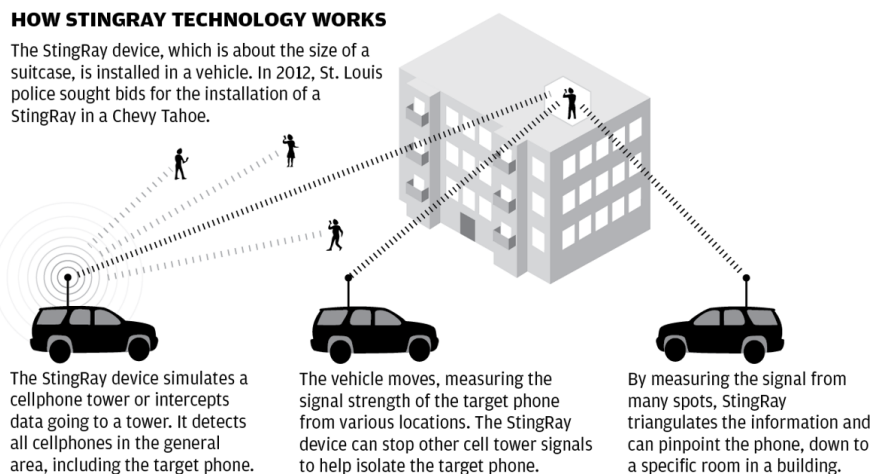 HOW STINGRAY TECHNOLOGY WORKS
The StingRay device, which is about the size of a
suitcase, is installed in a vehicle. In 2012, St. Louis
police sought bids for the installation of a
StingRay in a Chevy Tahoe.
The StingRay device simulates a
cellphone tower or intercepts
data going to a tower. It detects
all cellphones in the general
area, including the target phone.
The vehicle moves, measuring the
signal strength of the target phone
from various locations. The StingRay
device can stop other cell tower signals
to help isolate the target phone.
By measuring the signal from
many spots, StingRay
triangulates the information and
can pinpoint the phone, down to
a specific room in a building.